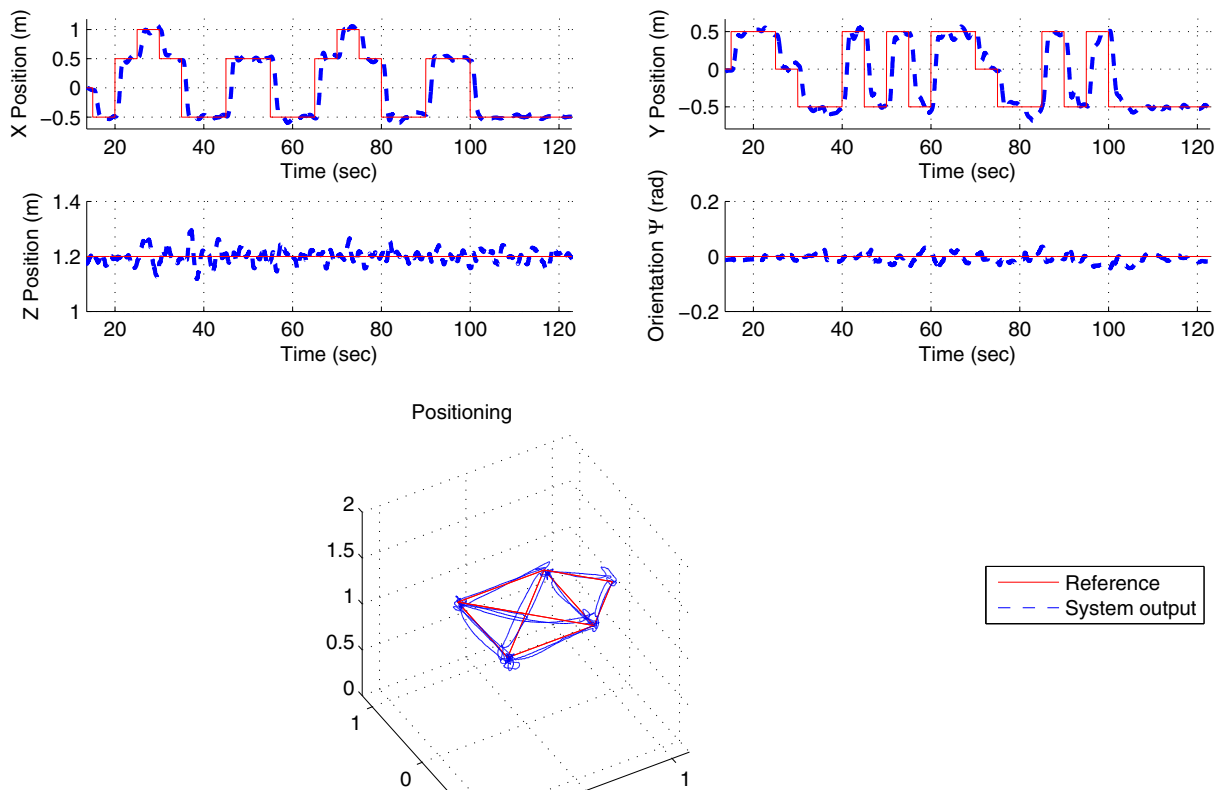 X Position (m)
1
0.5
0
−0.5
20 40 60 80 100 120
Time (sec)
Y Position (m)
0.5
0
−0.5
20 40 60 80 100 120
Time (sec)
Z Position (m)
1.4
1.2
1
20 40 60 80 100 120
Time (sec)
Orientation Ψ (rad)
0.2
0
−0.2
20 40 60 80 100 120
Time (sec)
Positioning
2
1.5
1
0.5
0
1
0
1
Reference
System output